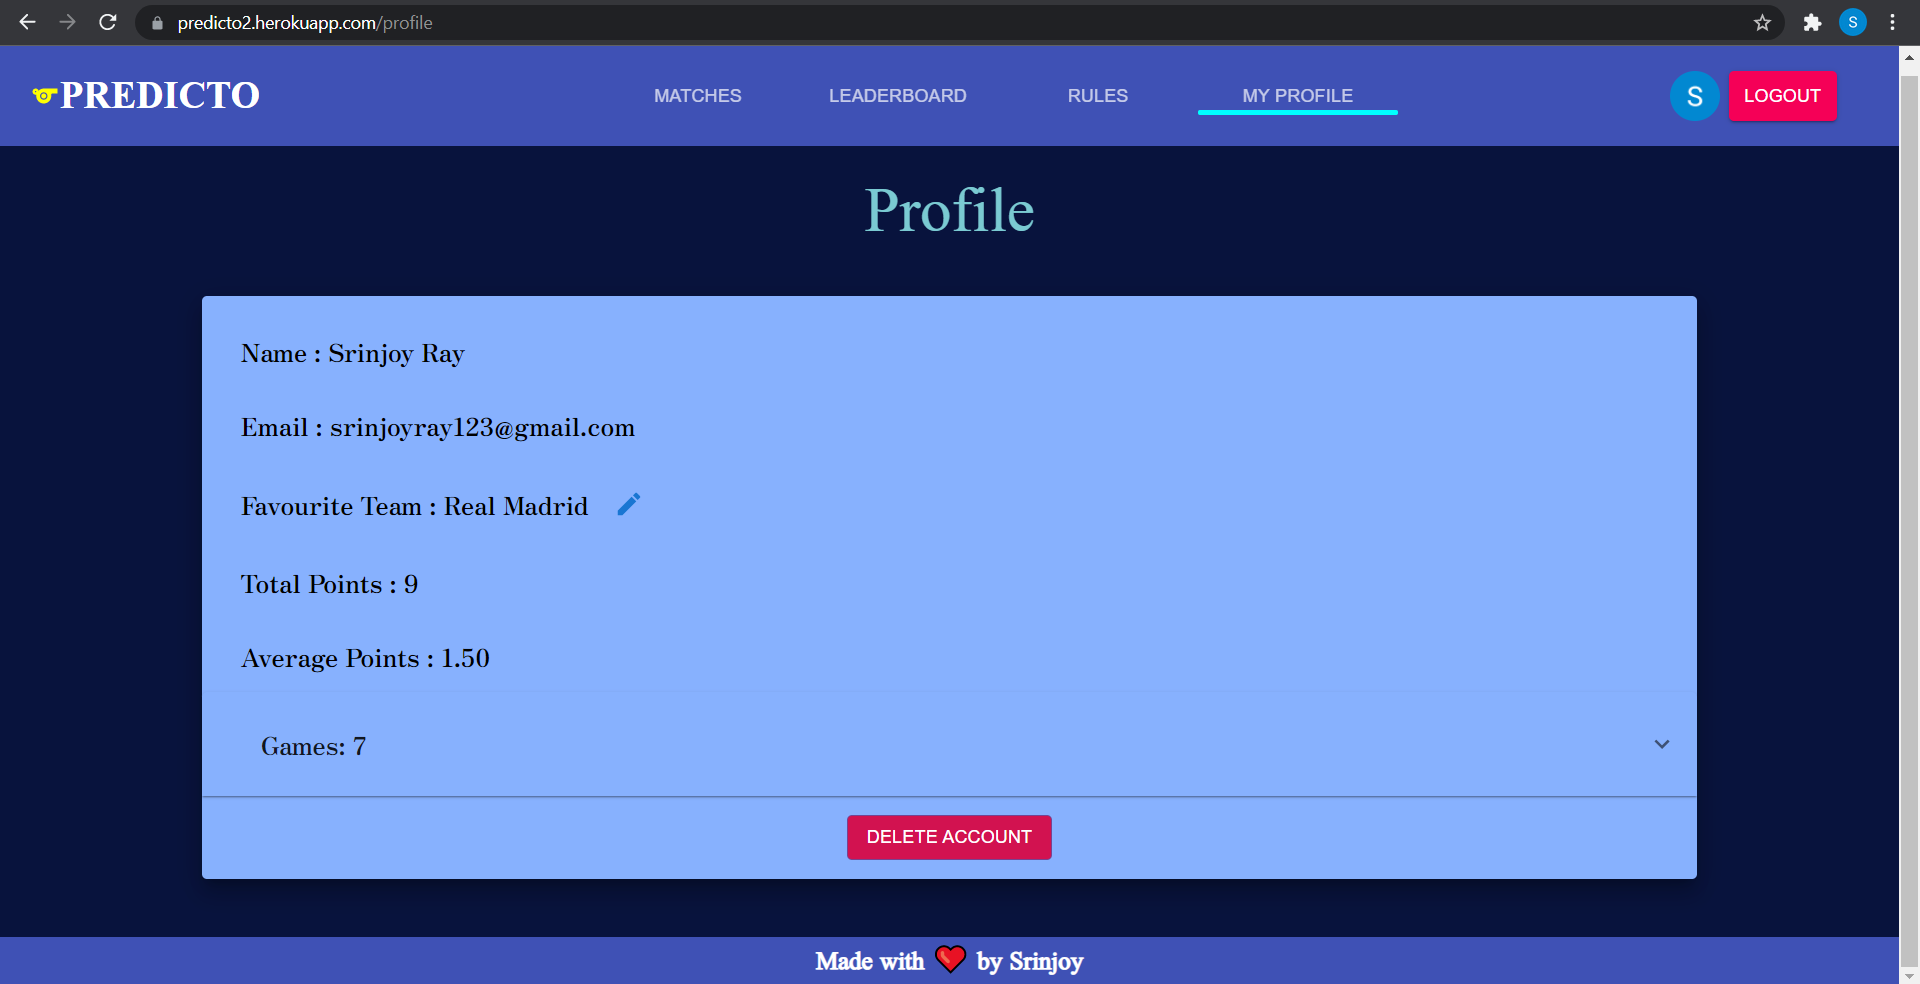 predicto2.herokuapp.com/profile
S
PREDICTO
MATCHES
LEADERBOARD
RULES
MY PROFILE
S
LOGOUT
Profile
Name : Srinjoy Ray
Email : srinjoyray123@gmail.com
Favourite Team : Real Madrid
Total Points : 9
Average Points : 1.50
Games: 7
DELETE ACCOUNT
Made with ❤️ by Srinjoy